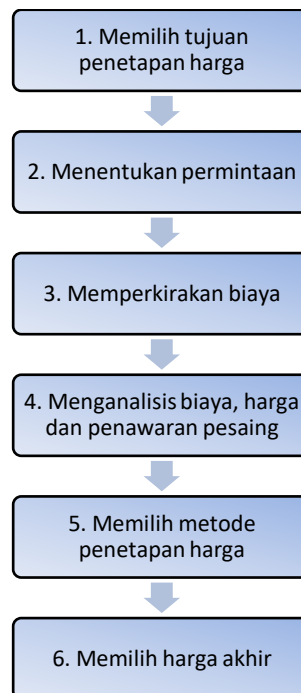 1. Memilih tujuan
penetapan harga
2. Menentukan permintaan
3. Memperkirakan biaya
4. Menganalisis biaya, harga
dan penawaran pesaing
5. Memilih metode
penetapan harga
6. Memilih harga akhir